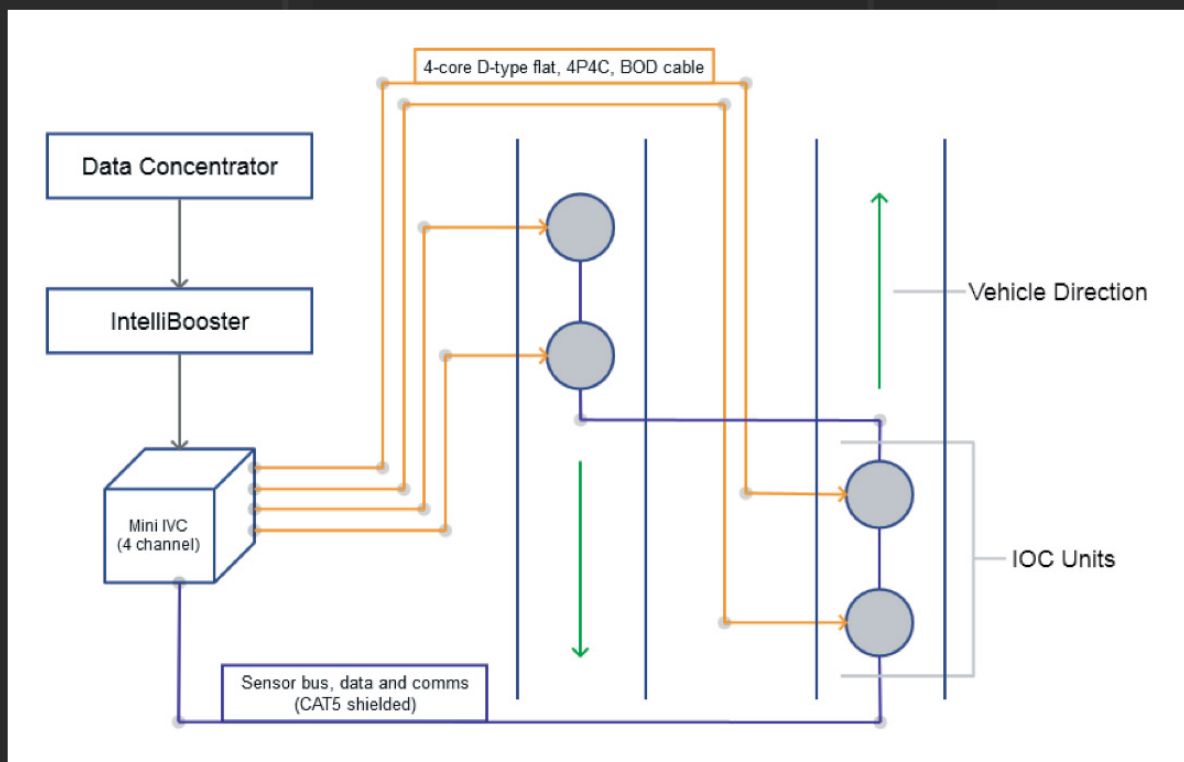 4-core D-type flat, 4P4C, BOD cable
Data Concentrator
IntelliBooster
Vehicle Direction
Mini IVC
(4 channel)
IOC Units
Sensor bus, data and comms
(CAT5 shielded)